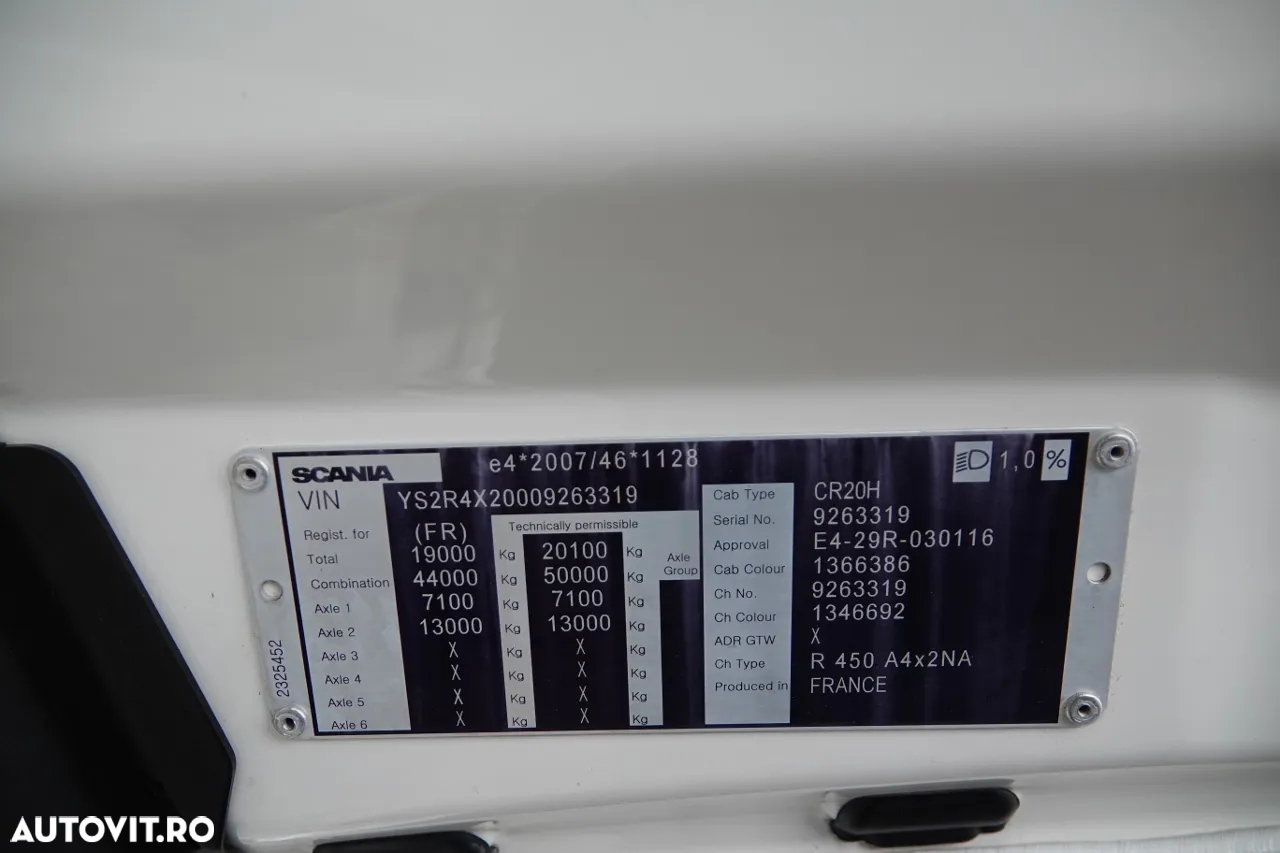 SCANIA e4*2007/46*1128 1,0 %
VIN YS2R4X20009263319
Regist. for (FR) Technically permissible
Total 19000 Kg 20100 Kg Axle Group
Combination 44000 Kg 50000 Kg
Axle 1 7100 Kg 7100 Kg
Axle 2 13000 Kg 13000 Kg
Axle 3 X Kg X Kg
Axle 4 X Kg X Kg
Axle 5 X Kg X Kg
Axle 6 X Kg X Kg
Cab Type CR20H
Serial No. 9263319
Approval E4-29R-030116
Cab Colour 1366386
Ch No. 9263319
Ch Colour 1346692
ADR GTW X
Ch Type R 450 A4x2NA
Produced in FRANCE
2325452
AUTOVIT.RO